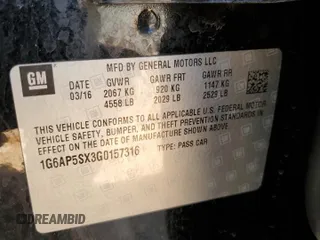 GM
MFD BY GENERAL MOTORS LLC
DATE GVWR GAWR FRT GAWR RR
03/16 2067 KG 920 KG 1147 KG
4558 LB 2029 LB 2529 LB
THIS VEHICLE CONFORMS TO ALL APPLICABLE U.S. FEDERAL MOTOR
VEHICLE SAFETY, BUMPER, AND THEFT PREVENTION STANDARDS IN
EFFECT ON THE DATE OF MANUFACTURE SHOWN ABOVE.
1G6AP5SX3G0157316 TYPE: PASS CAR
DREAMBID